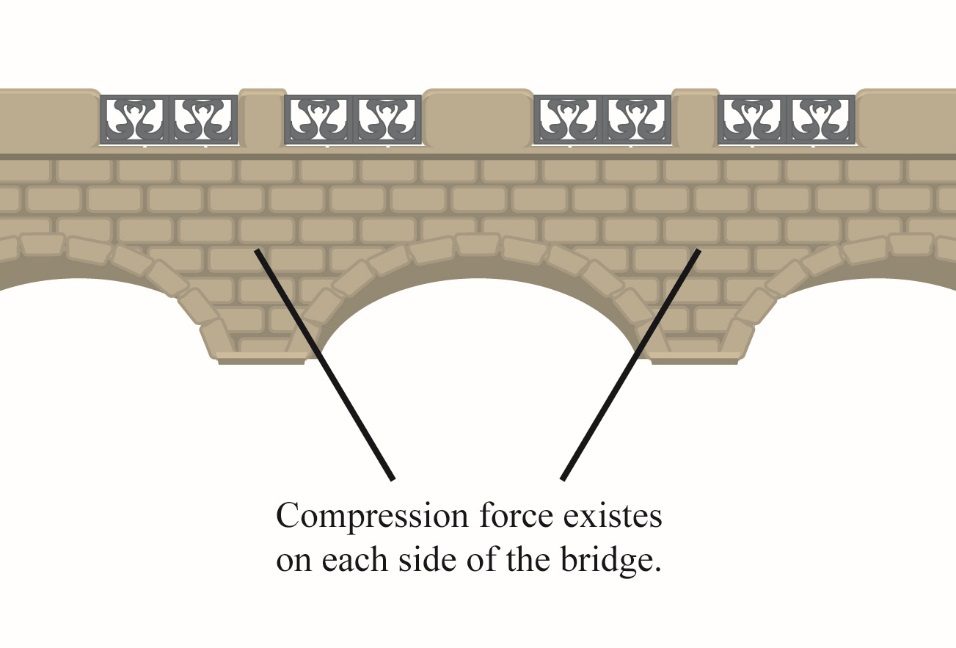 Compression force existes
on each side of the bridge.